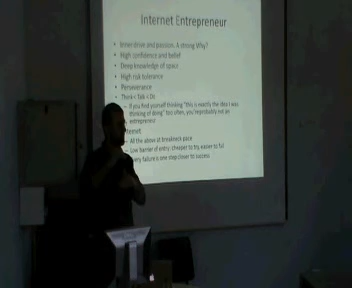 Internet Entrepreneur
• Inner drive and passion. A strong Why?
• High confidence and belief
• Deep knowledge of space
• High risk tolerance
• Perseverance
• Think < Talk < Do
– If you find yourself thinking "this is exactly the idea I was
thinking of doing" too often, you're probably not an
entrepreneur
– All the above at breakneck pace
– Low barrier of entry: cheaper to try, easier to fail
failure is one step closer to success